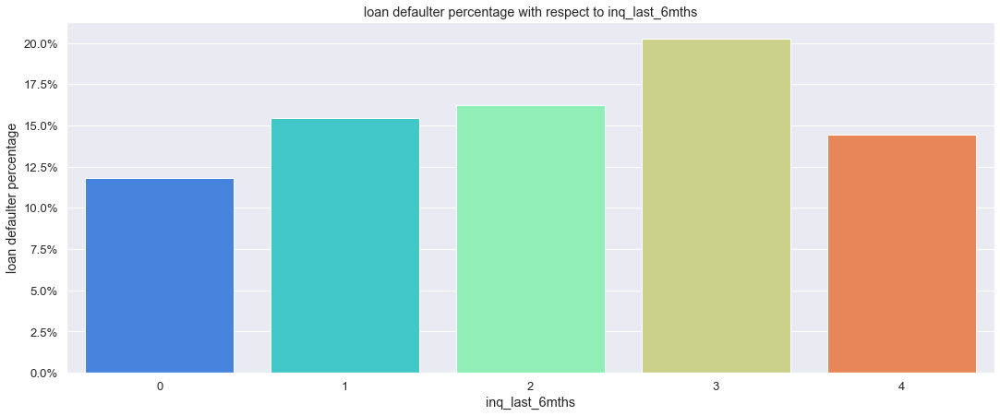 loan defaulter percentage with respect to inq_last_6mths
loan defaulter percentage
20.0%
17.5%
15.0%
12.5%
10.0%
7.5%
5.0%
2.5%
0.0%
0 1 2 3 4
inq_last_6mths